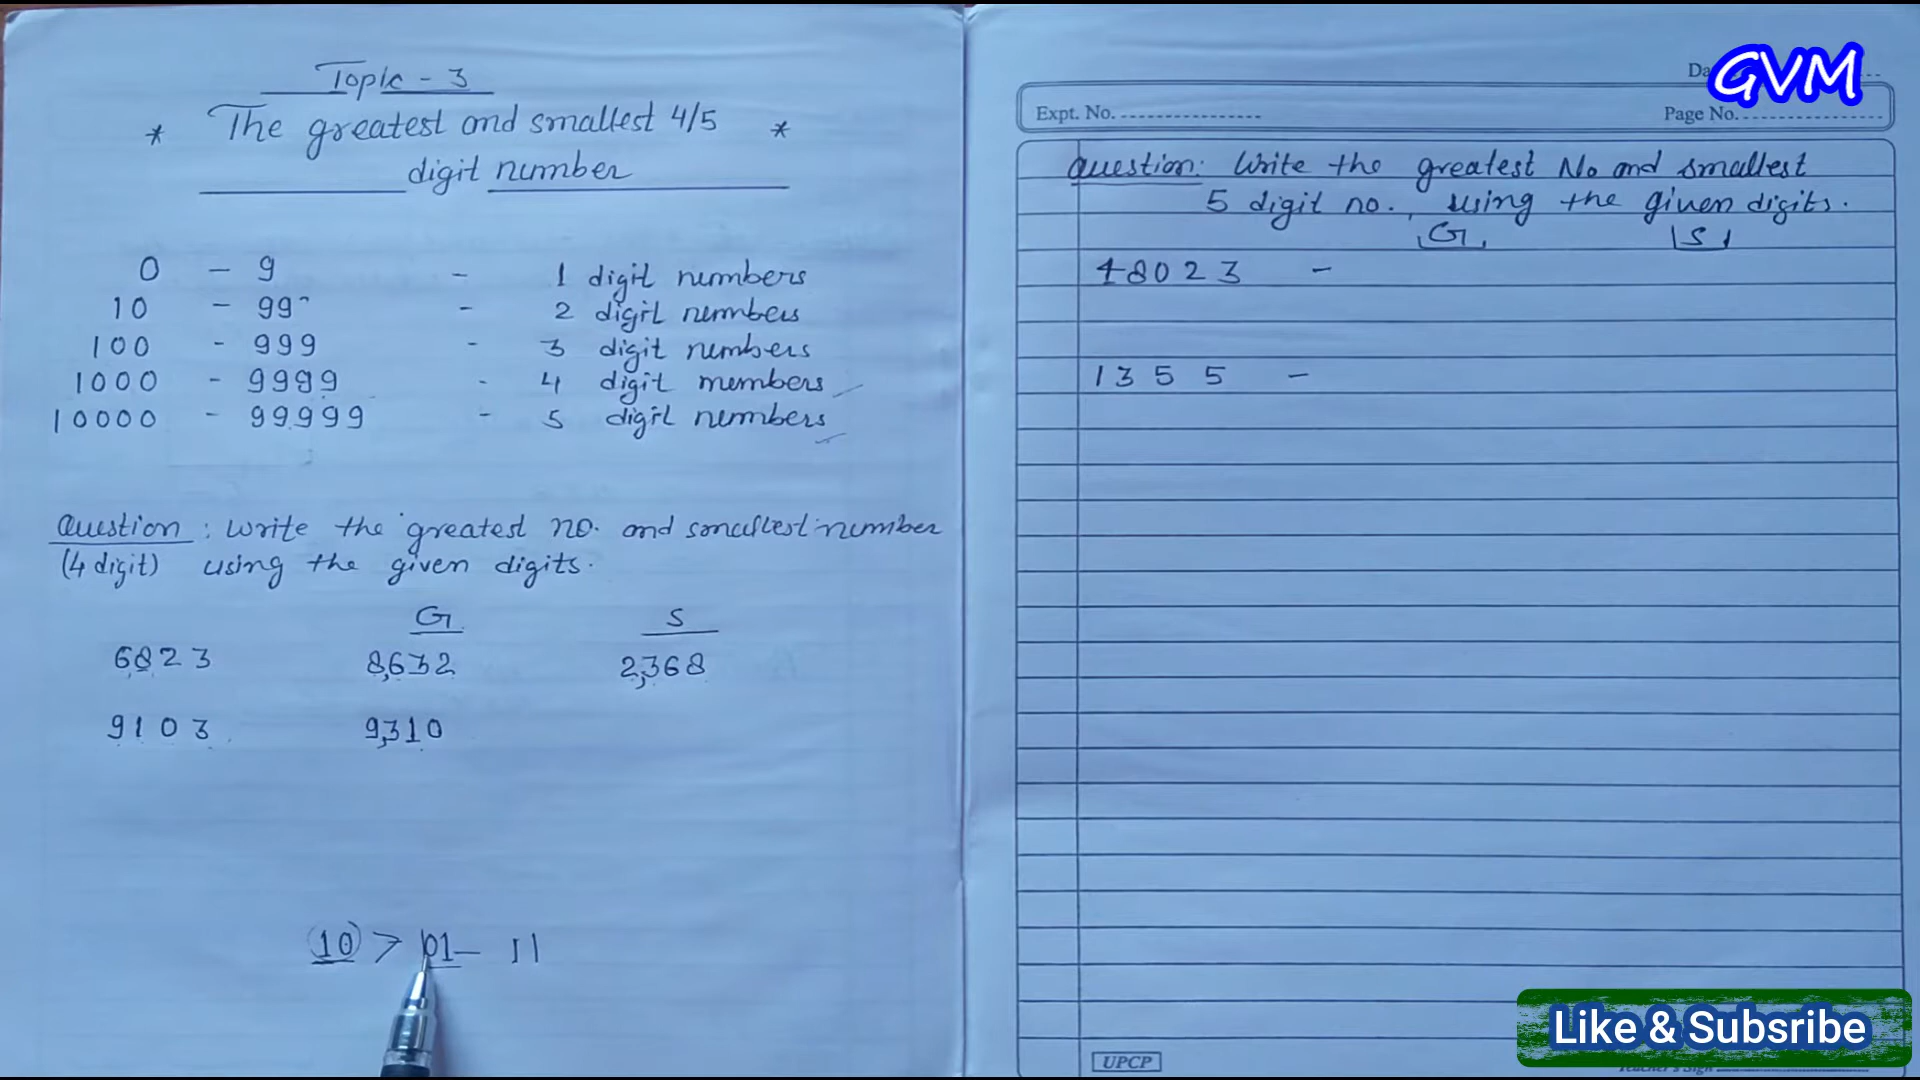 Topic - 3
* The greatest and smallest 4/5 *
digit number
0 - 9 - 1 digit numbers
10 - 99 - 2 digit numbers
100 - 999 - 3 digit numbers
1000 - 9999 - 4 digit numbers
10000 - 99999 - 5 digit numbers
Question : Write the greatest no. and smallest number
(4 digit) using the given digits.
G S
6823 8,632 2,368
9103 9,310
10 > 01 - 11
GVM
Expt. No.
Page No.
Question: Write the greatest No and smallest
5 digit no. using the given digits.
G S
48023 -
1355 -
UPCP
Like & Subsribe